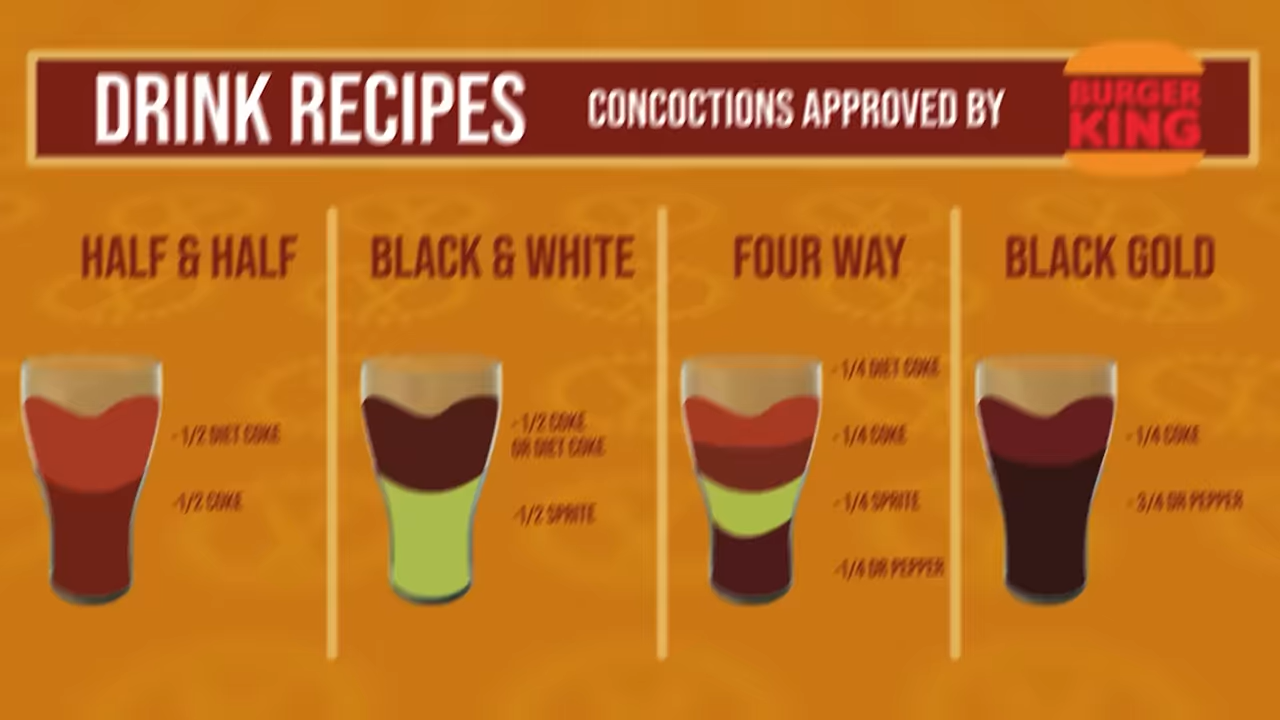 DRINK RECIPES
CONCOCTIONS APPROVED BY
BURGER
KING
HALF & HALF
- 1/2 DIET COKE
-1/2 COKE
BLACK & WHITE
- 1/2 COKE
OR DIET COKE
-1/2 SPRITE
FOUR WAY
- 1/4 DIET COKE
- 1/4 COKE
- 1/4 SPRITE
-1/4 DR PEPPER
BLACK GOLD
- 1/4 COKE
- 3/4 DR PEPPER